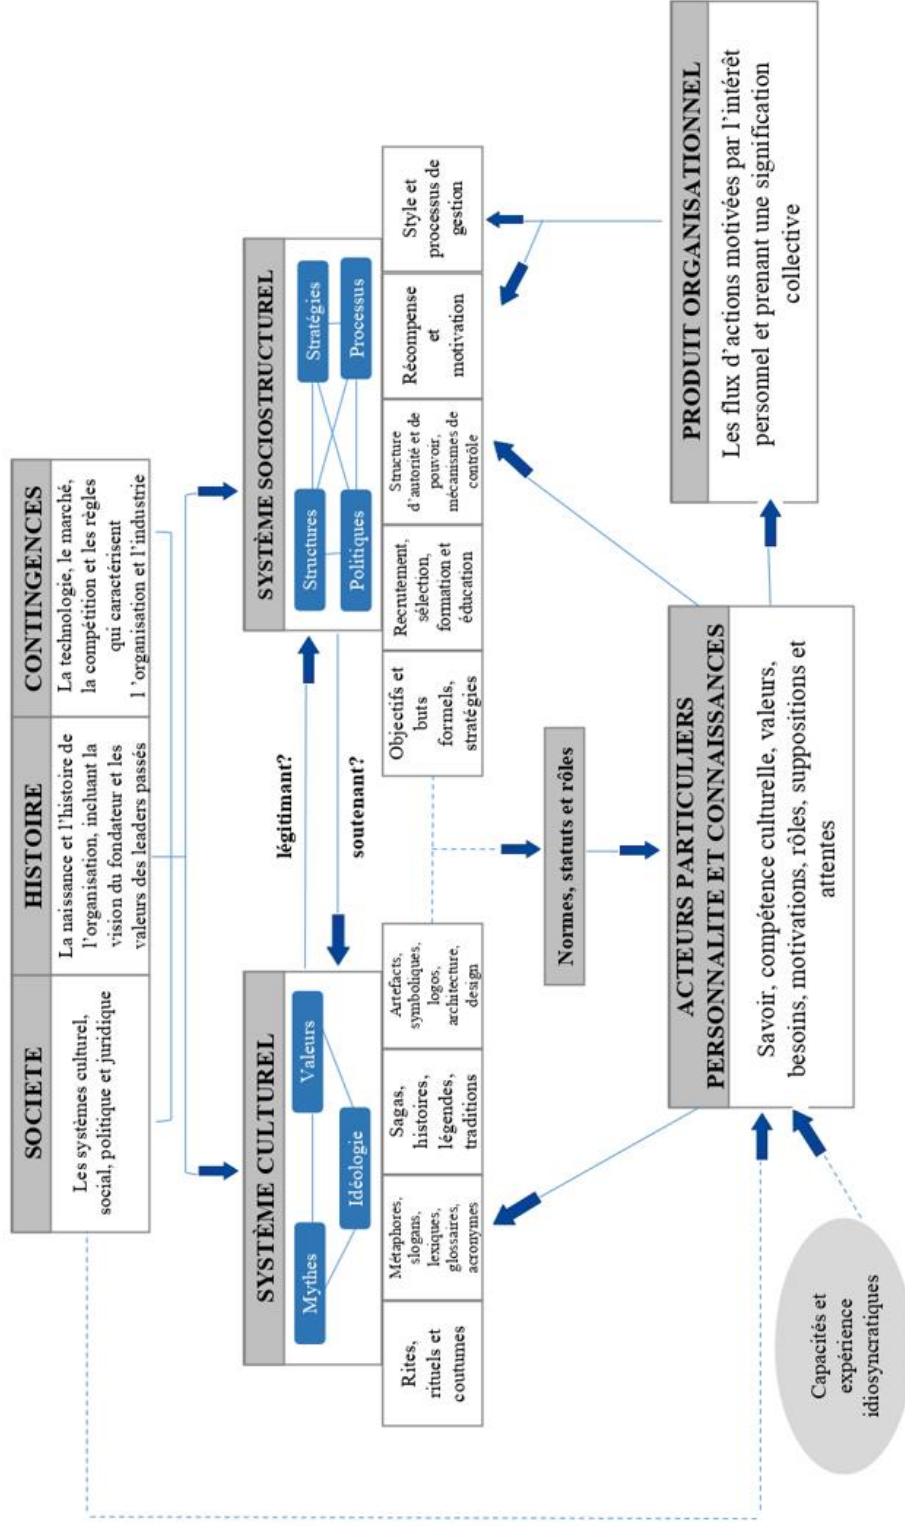 SOCIETE
Les systèmes culturel,
social, politique et juridique
HISTOIRE
La naissance et l'histoire de
l'organisation, incluant la
vision du fondateur et les
valeurs des leaders passés
CONTINGENCES
La technologie, le marché,
la compétition et les règles
qui caractérisent
l'organisation et l'industrie
SYSTÈME CULTUREL
Mythes
Valeurs
Idéologie
légitimant?
soutenant?
SYSTÈME SOCIOSTRUCTUREL
Structures
Stratégies
Politiques
Processus
Rites,
rituels et
coutumes
Métaphores,
slogans,
lexiques,
glossaires,
acronymes
Sagas,
histoires,
légendes,
traditions
Artefacts,
symboliques,
logos,
architecture,
design
Objectifs et
buts
formels,
stratégies
Recrutement,
sélection,
formation et
éducation
Structure
d'autorité et de
pouvoir,
mécanismes de
contrôle
Récompense
et
motivation
Style et
processus de
gestion
Normes, statuts et rôles
ACTEURS PARTICULIERS
PERSONNALITE ET CONNAISSANCES
Savoir, compétence culturelle, valeurs,
besoins, motivations, rôles, suppositions et
attentes
PRODUIT ORGANISATIONNEL
Les flux d'actions motivées par l'intérêt
personnel et prenant une signification
collective
Capacités et
expérience
idiosyncratiques